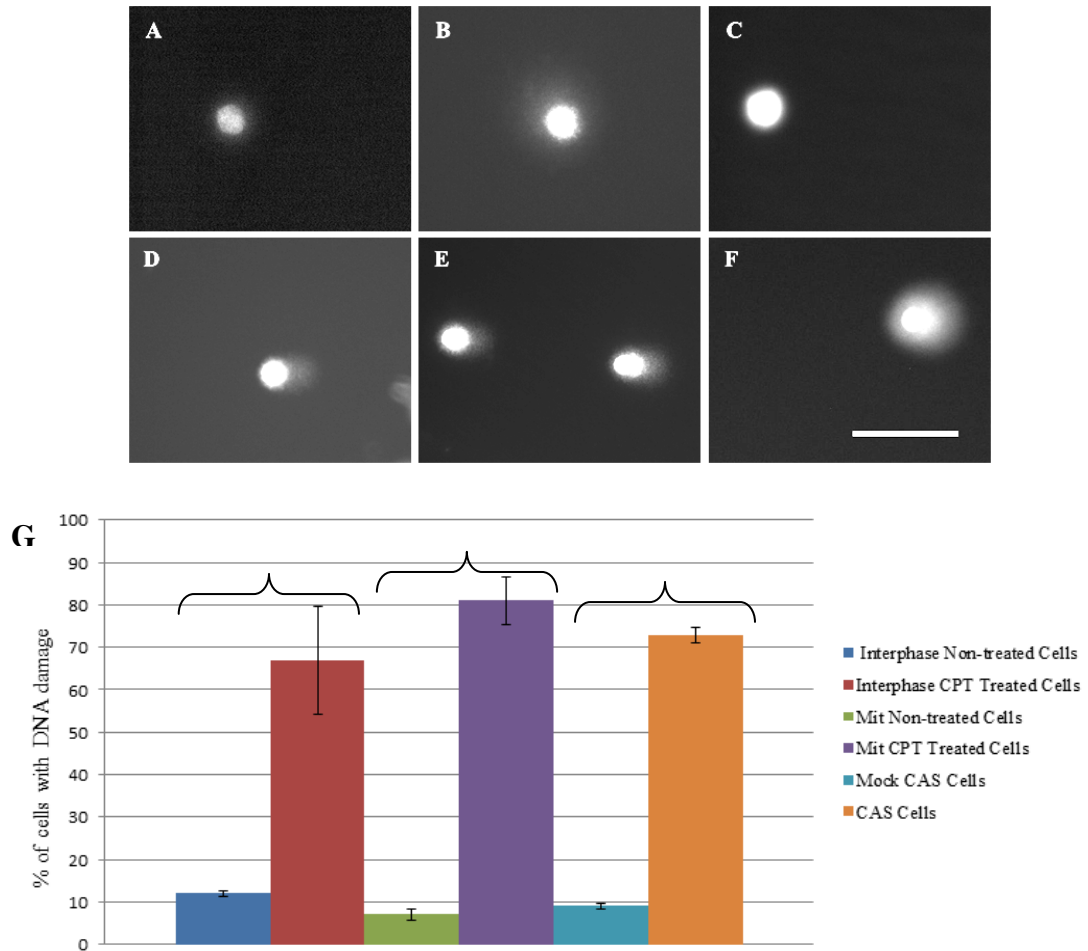 A
B
C
D
E
F
G
% of cells with DNA damage
100
90
80
70
60
50
40
30
20
10
0
Interphase Non-treated Cells
Interphase CPT Treated Cells
Mit Non-treated Cells
Mit CPT Treated Cells
Mock CAS Cells
CAS Cells